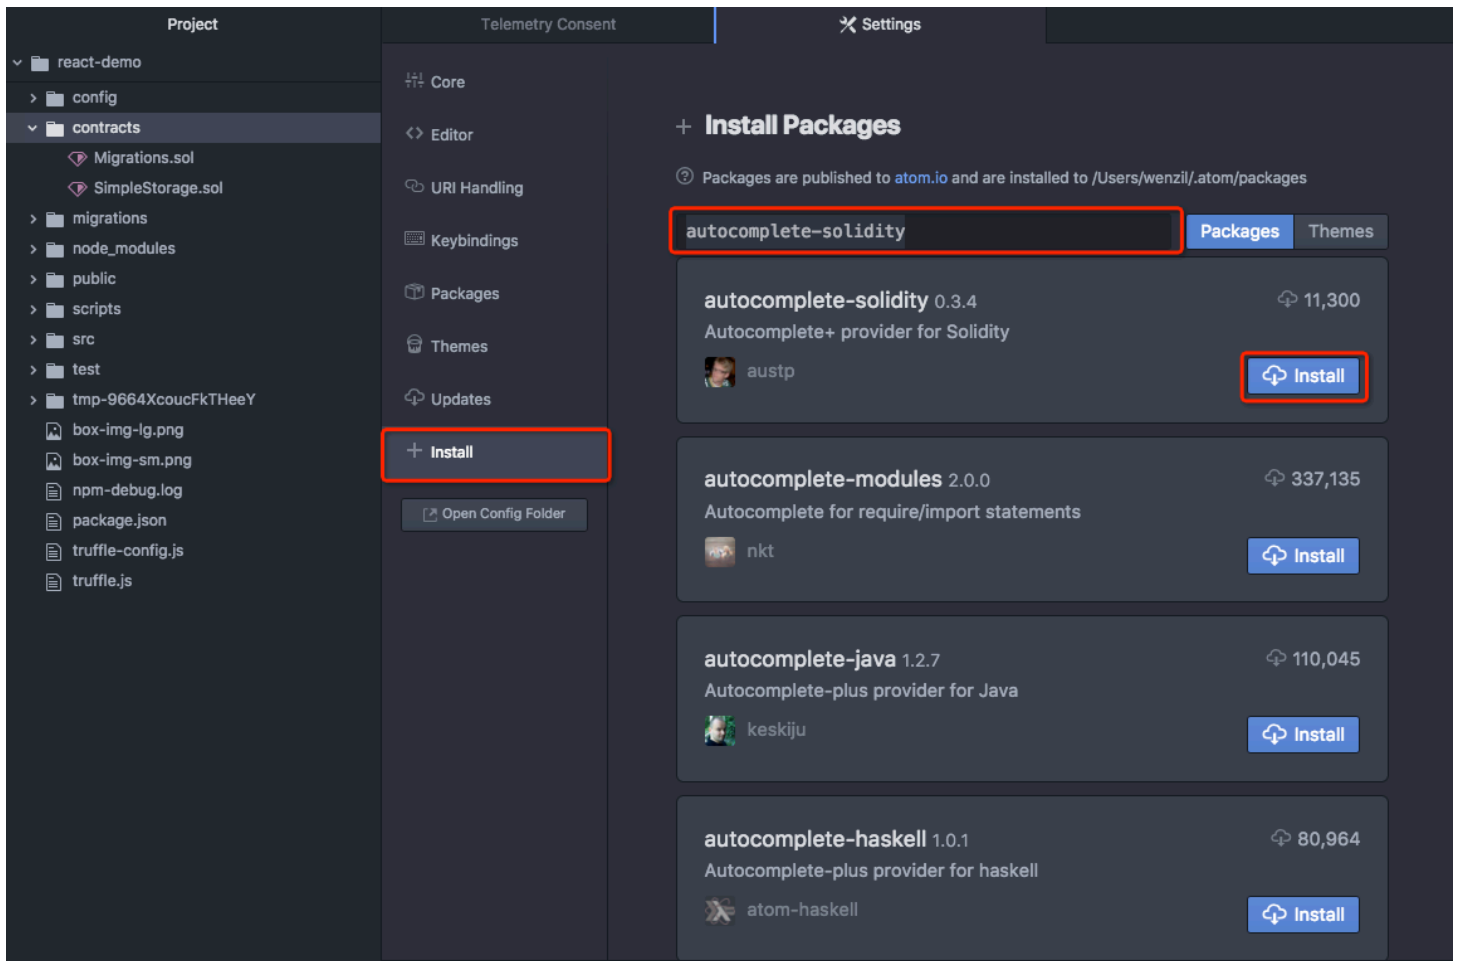 Project
react-demo
config
contracts
Migrations.sol
SimpleStorage.sol
migrations
node_modules
public
scripts
src
test
tmp-9664XcoucFkTHeeY
box-img-lg.png
box-img-sm.png
npm-debug.log
package.json
truffle-config.js
truffle.js
Telemetry Consent
Settings
Core
Editor
URI Handling
Keybindings
Packages
Themes
Updates
Install
Open Config Folder
Install Packages
Packages are published to atom.io and are installed to /Users/wenzil/.atom/packages
autocomplete-solidity
Packages Themes
autocomplete-solidity 0.3.4 11,300
Autocomplete+ provider for Solidity
austp
Install
autocomplete-modules 2.0.0 337,135
Autocomplete for require/import statements
nkt
Install
autocomplete-java 1.2.7 110,045
Autocomplete-plus provider for Java
keskiju
Install
autocomplete-haskell 1.0.1 80,964
Autocomplete-plus provider for haskell
atom-haskell
Install